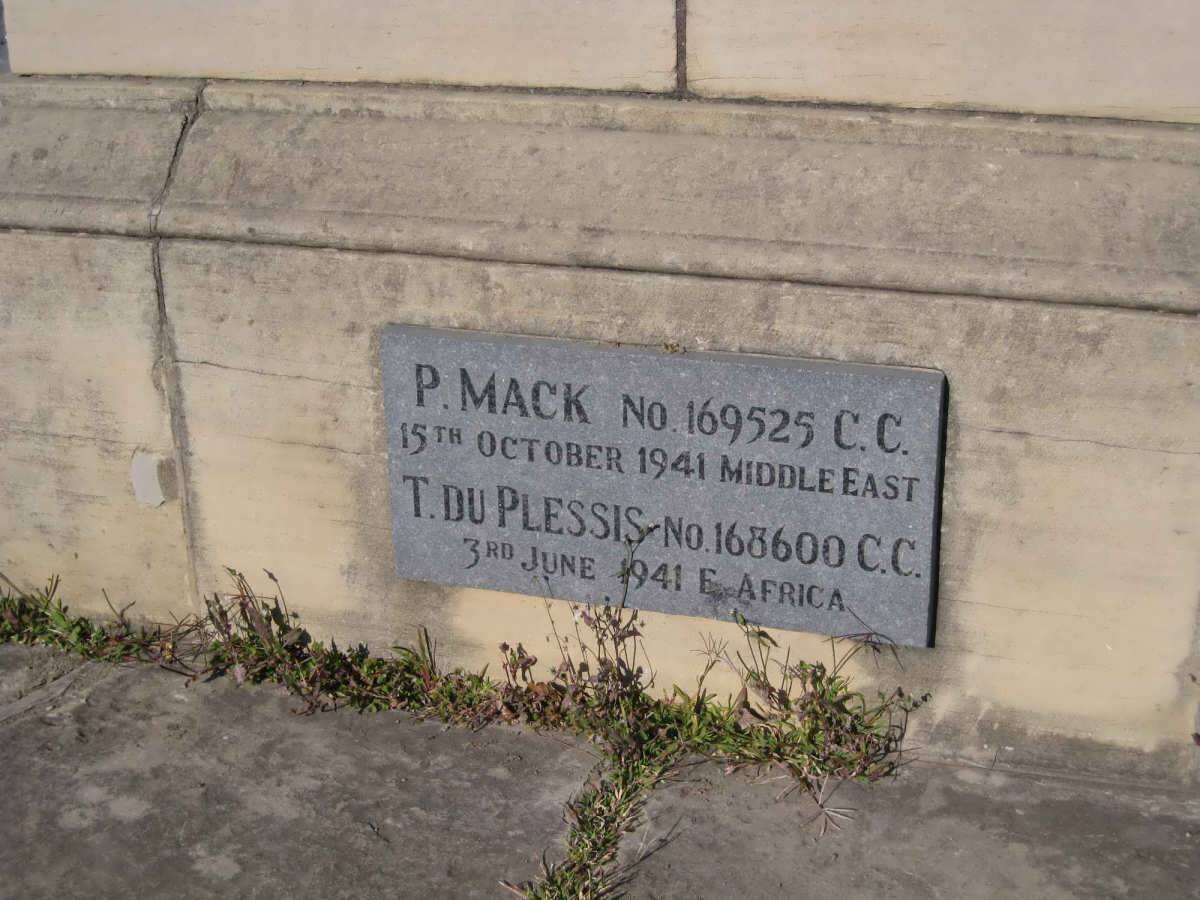 P. MACK NO. 169525 C.C.
15TH OCTOBER 1941 MIDDLE EAST
T. DU PLESSIS NO. 168600 C.C.
3RD JUNE 1941 E. AFRICA